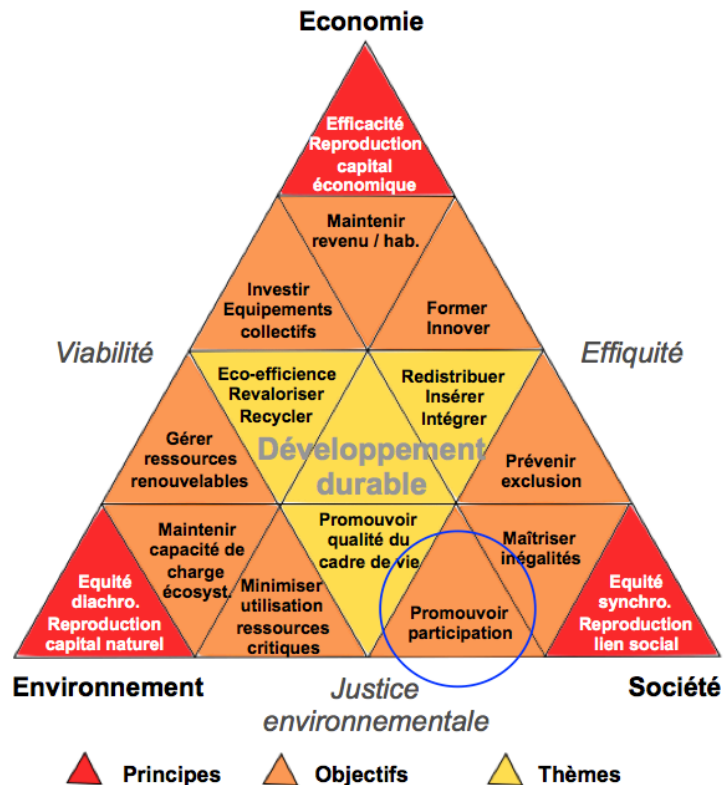 Economie
Efficacité
Reproduction
capital
économique
Maintenir
revenu / hab.
Investir
Equipements
collectifs
Former
Innover
Viabilité
Effiquité
Eco-efficience
Revaloriser
Recycler
Redistribuer
Insérer
Intégrer
Développement
durable
Gérer
ressources
renouvelables
Prévenir
exclusion
Promouvoir
qualité du
cadre de vie
Maintenir
capacité de
charge
écosyst.
Maîtriser
inégalités
Equité
diachro.
Reproduction
capital naturel
Minimiser
utilisation
ressources
critiques
Promouvoir
participation
Equité
synchro.
Reproduction
lien social
Environnement
Justice
environnementale
Société
Principes
Objectifs
Thèmes